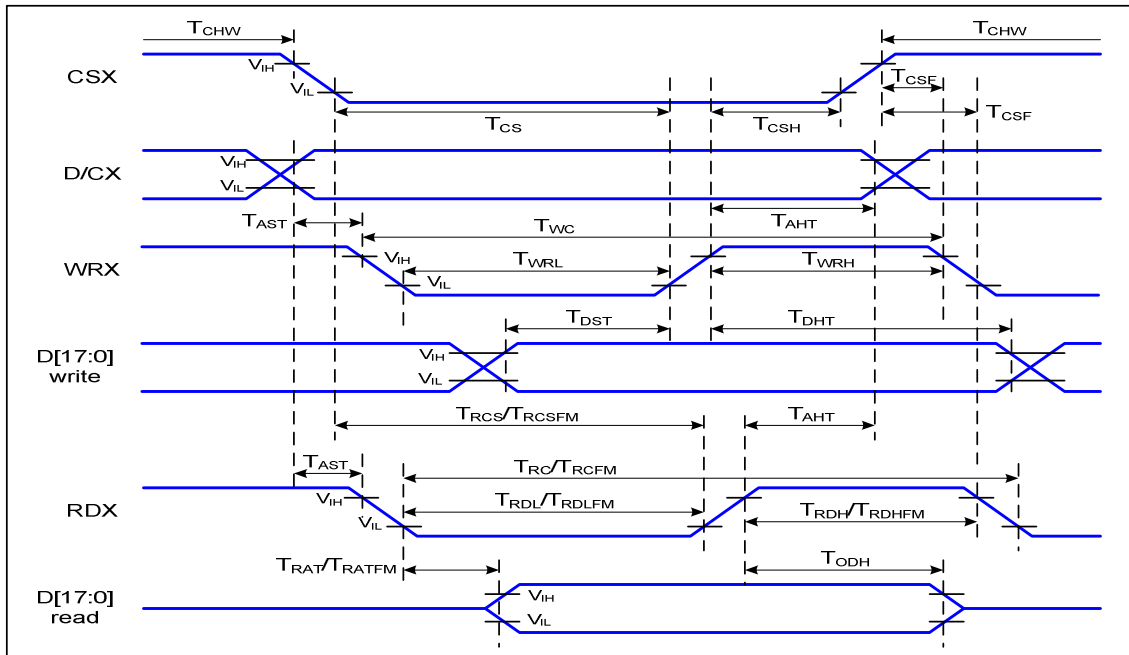 TCHW
TCHW
CSX
VIH
VIL
TCSF
TCSF
TCS
TCSH
D/CX
VIH
VIL
TAST
TWC
TAHT
WRX
VIH
VIL
TWRL
TWRH
TDST
TDHT
D[17:0]
write
VIH
VIL
TRCS/TRCSFM
TAHT
TAST
TRC/TRCFM
RDX
VIH
VIL
TRDL/TRDLFM
TRDH/TRDHFM
TRAT/TRATFM
TODH
D[17:0]
read
VIH
VIL